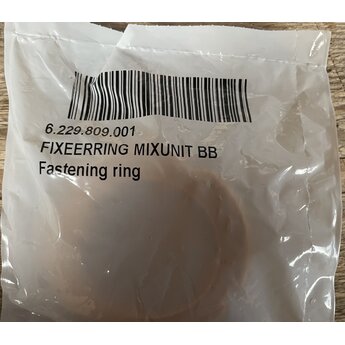 6.229.809.001
FIXEERRING MIXUNIT BB
Fastening ring